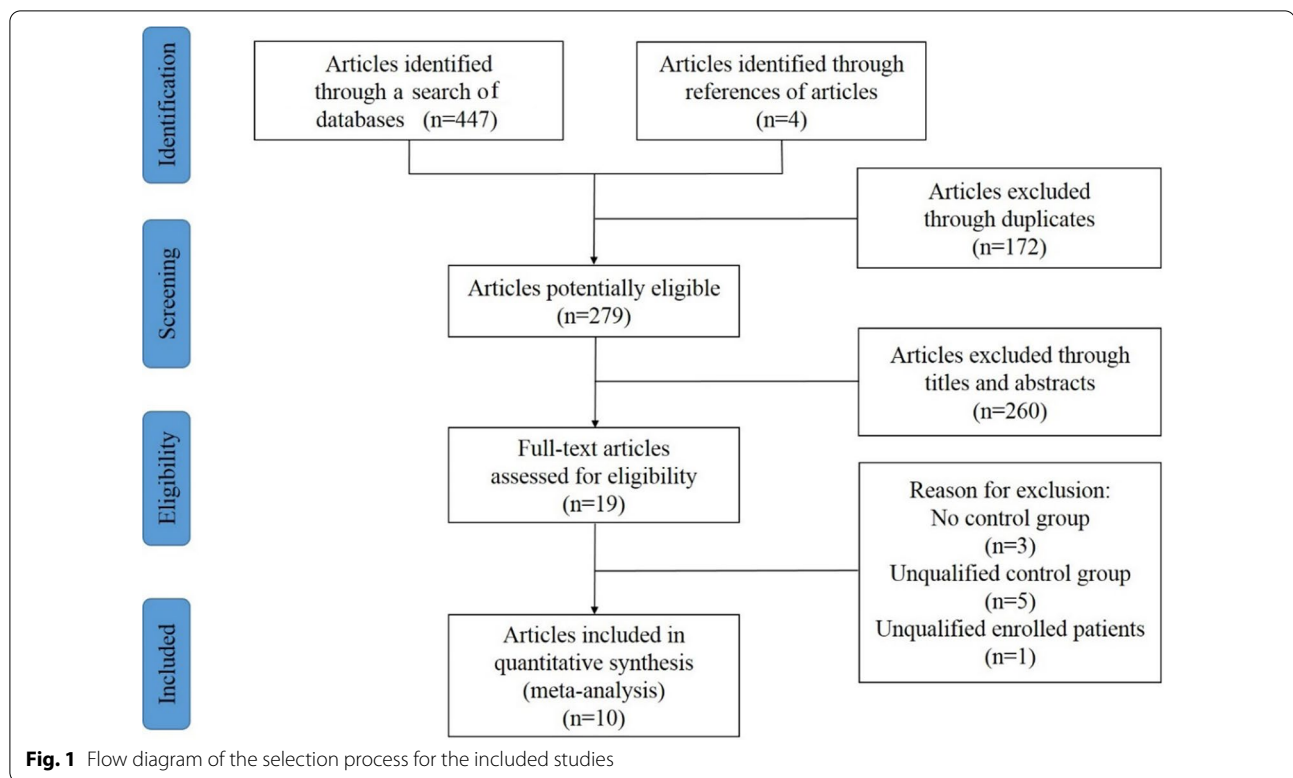 Identification
Articles identified
through a search of
databases (n=447)
Articles identified through
references of articles
(n=4)
Articles excluded
through duplicates
(n=172)
Screening
Articles potentially eligible
(n=279)
Articles excluded through
titles and abstracts
(n=260)
Eligibility
Full-text articles
assessed for eligibility
(n=19)
Reason for exclusion:
No control group
(n=3)
Unqualified control group
(n=5)
Unqualified enrolled patients
(n=1)
Included
Articles included in
quantitative synthesis
(meta-analysis)
(n=10)
Fig. 1 Flow diagram of the selection process for the included studies